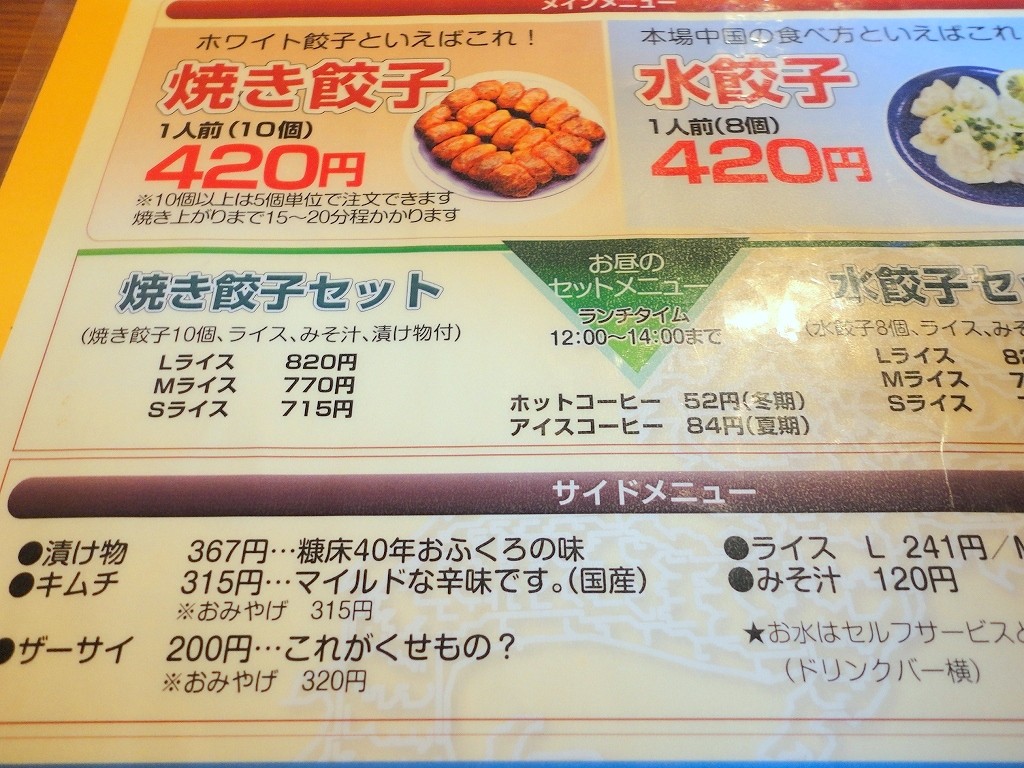 メインメニュー
ホワイト餃子といえばこれ！
焼き餃子
1人前(10個)
420円
※10個以上は5個単位で注文できます
焼き上がりまで15〜20分程かかります
本場中国の食べ方といえばこれ
水餃子
1人前(8個)
420円
焼き餃子セット
(焼き餃子10個、ライス、みそ汁、漬け物付)
Lライス 820円
Mライス 770円
Sライス 715円
お昼の
セットメニュー
ランチタイム
12:00〜14:00まで
ホットコーヒー 52円(冬期)
アイスコーヒー 84円(夏期)
水餃子セッ
(水餃子8個、ライス、みそ
Lライス 82
Mライス 7
Sライス
サイドメニュー
●漬け物 367円…糠床40年おふくろの味
●キムチ 315円…マイルドな辛味です。(国産)
※おみやげ 315円
●ザーサイ 200円…これがくせもの？
※おみやげ 320円
●ライス L 241円／M
●みそ汁 120円
★お水はセルフサービスと
(ドリンクバー横)